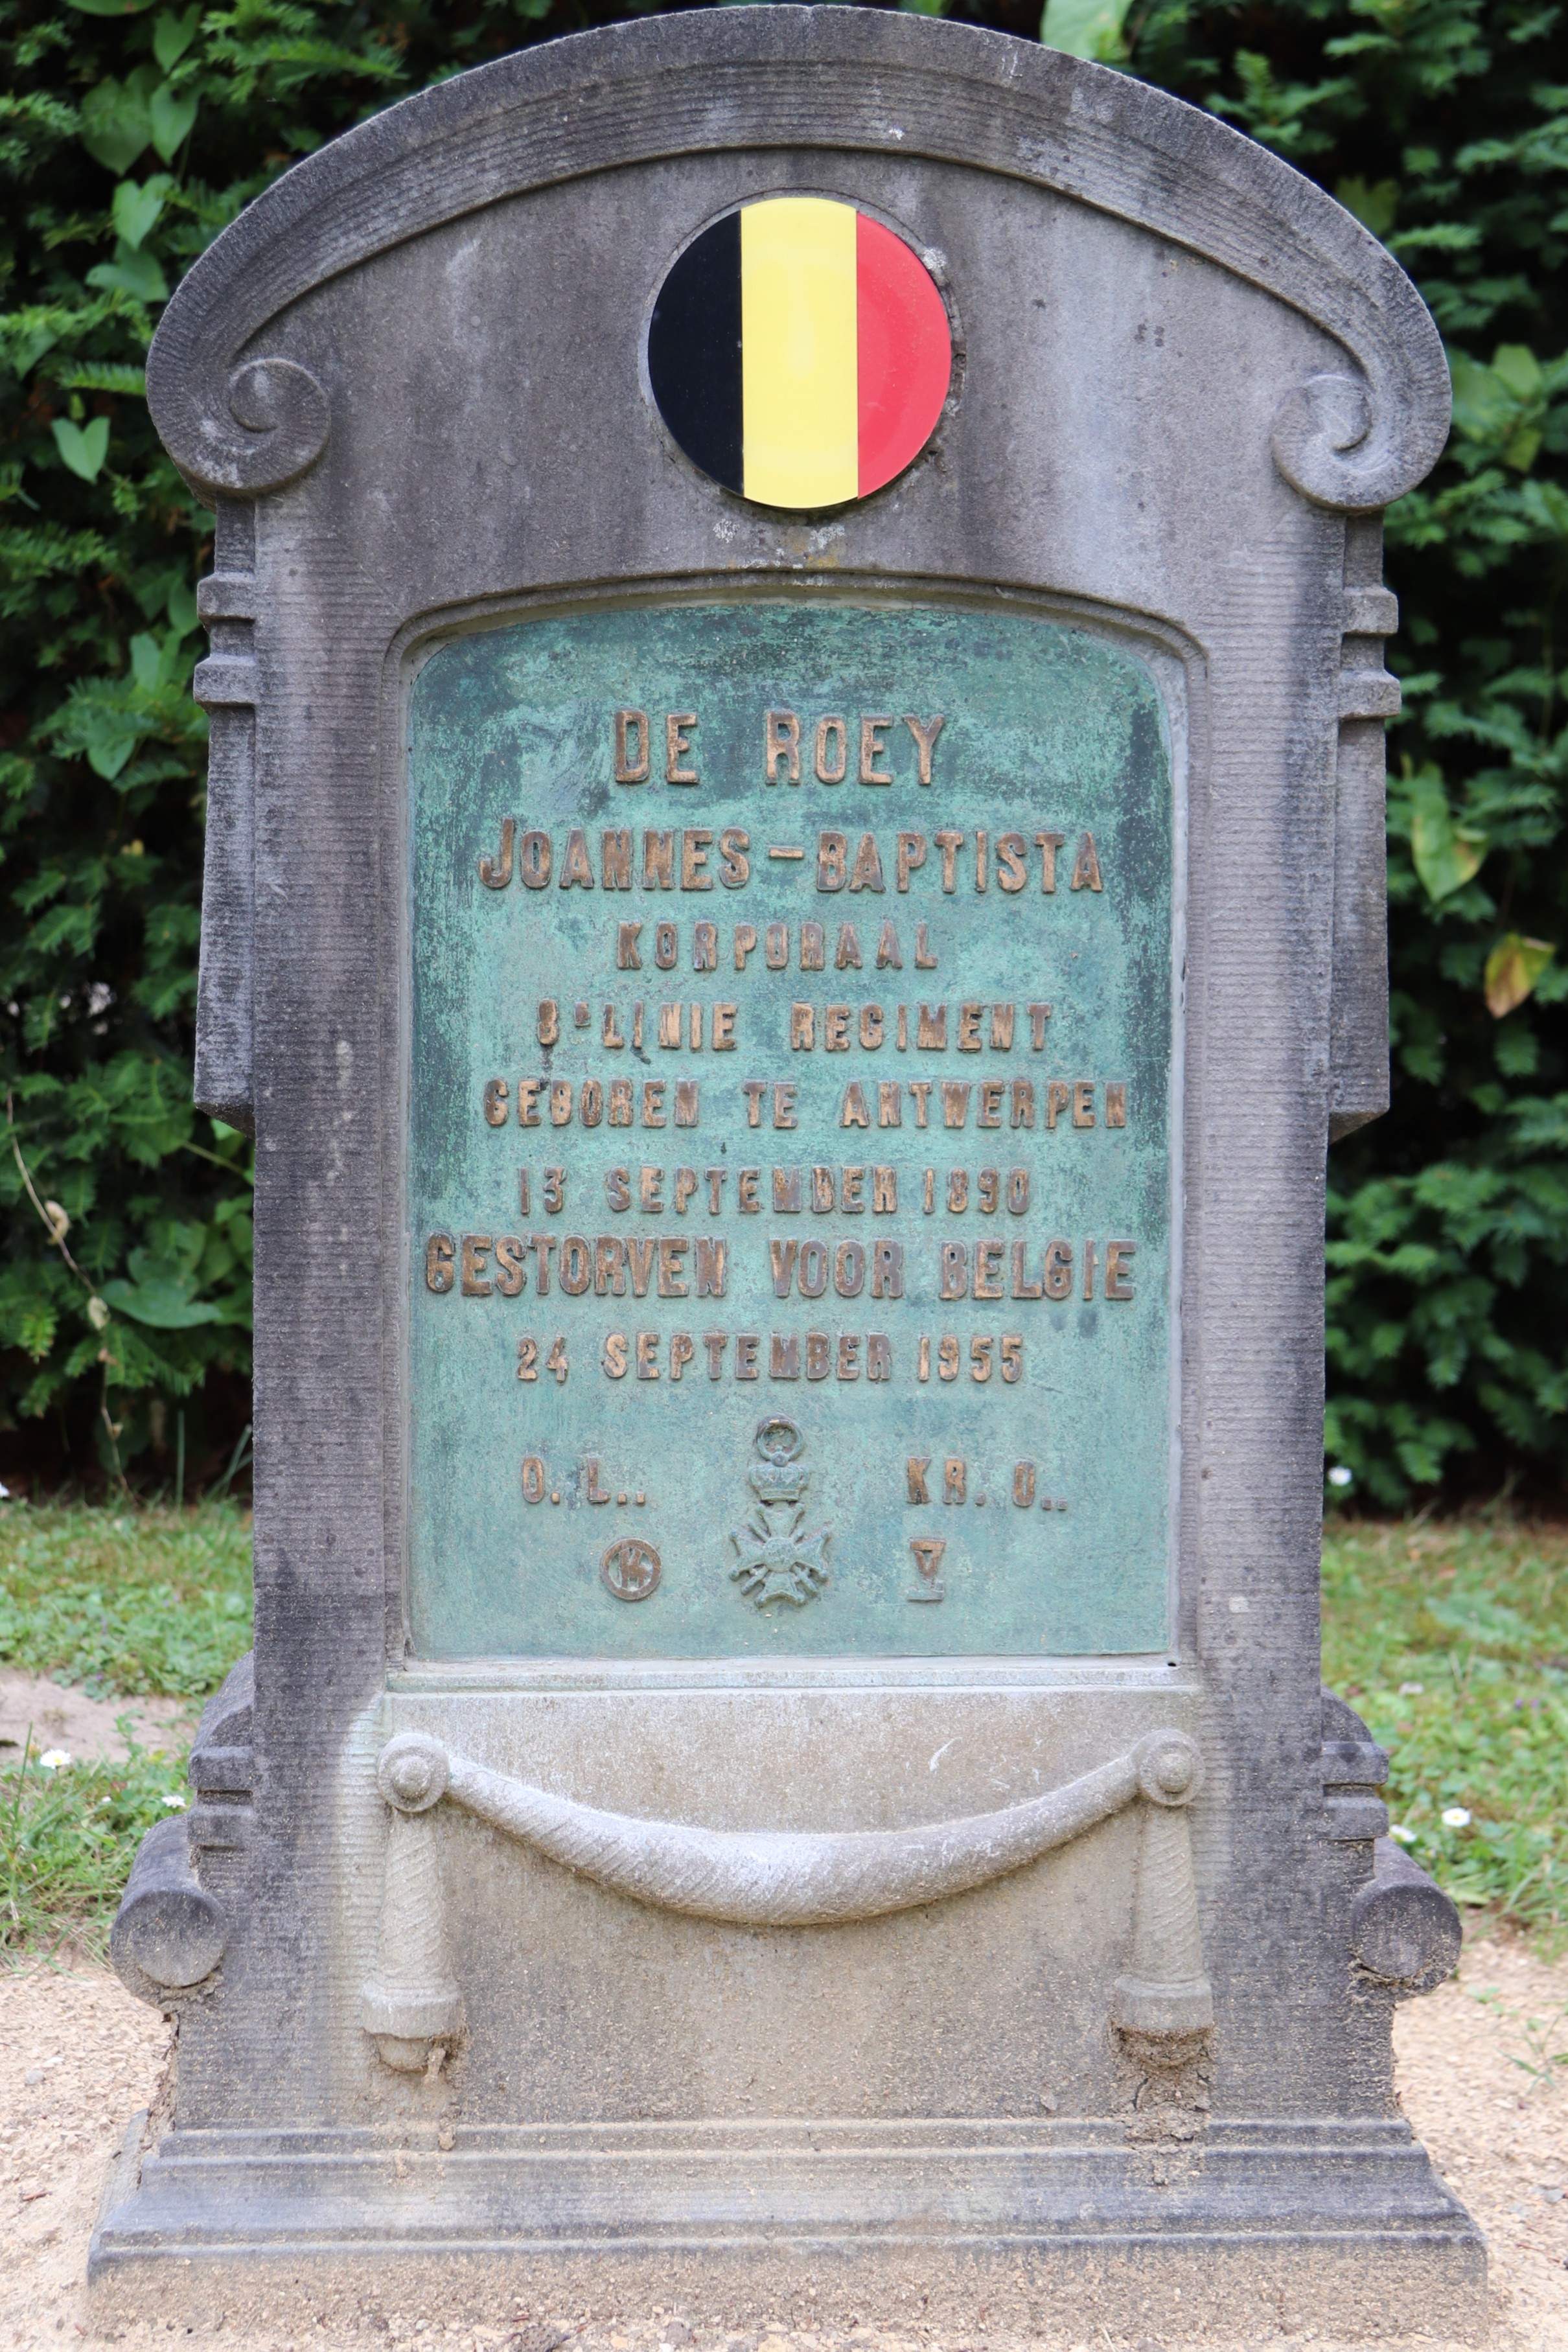 DE ROEY
JOANNES-BAPTISTA
KORPORAAL
8E LINIE REGIMENT
GEBOREN TE ANTWERPEN
13 SEPTEMBER 1890
GESTORVEN VOOR BELGIE
24 SEPTEMBER 1955
O. L.. KR. O..
K V